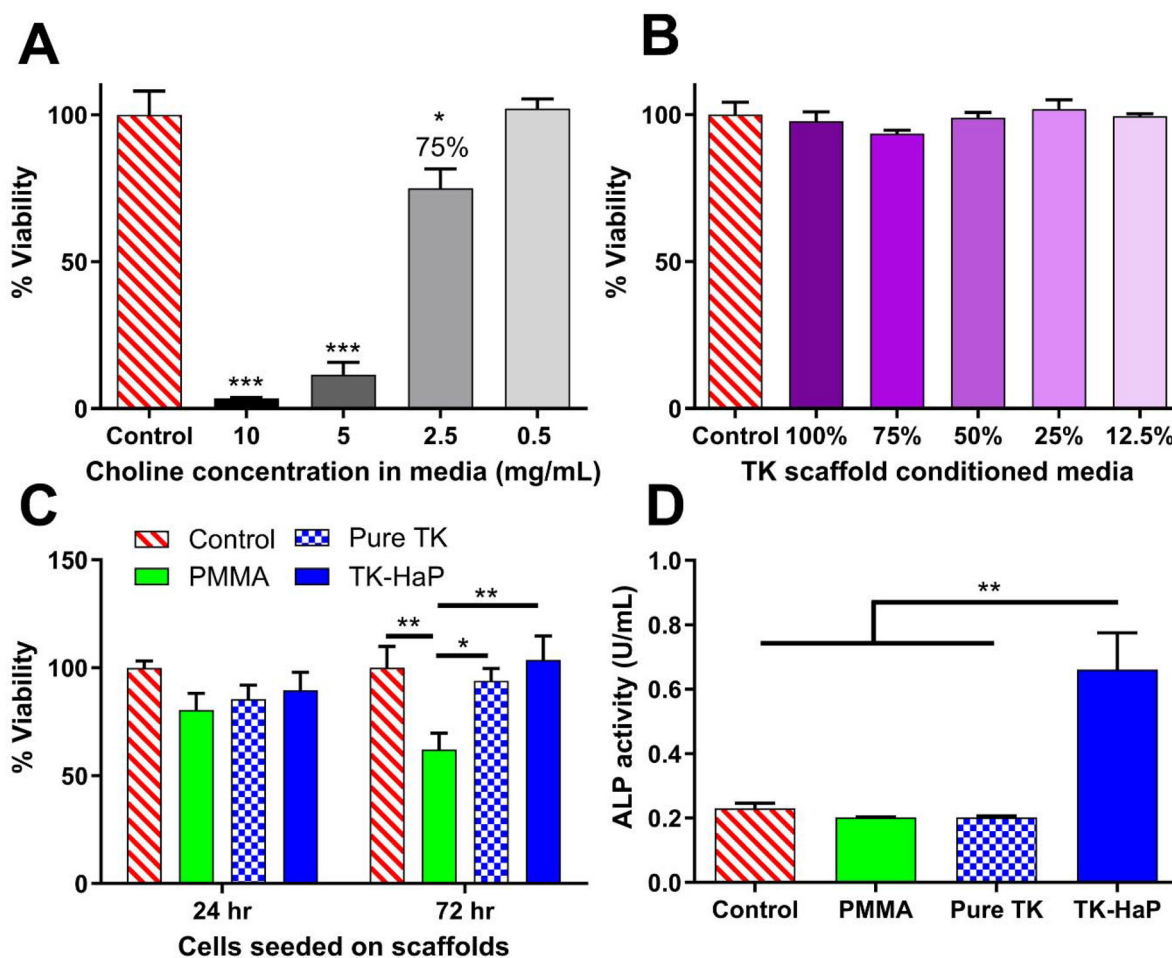 A
% Viability
100
50
0
*
75%
***
***
Control 10 5 2.5 0.5
Choline concentration in media (mg/mL)
B
% Viability
100
50
0
Control 100% 75% 50% 25% 12.5%
TK scaffold conditioned media
C
Control Pure TK
PMMA TK-HaP
% Viability
150
100
50
0
**
** *
24 hr 72 hr
Cells seeded on scaffolds
D
ALP activity (U/mL)
1.0
0.8
0.6
0.4
0.2
0.0
**
Control PMMA Pure TK TK-HaP